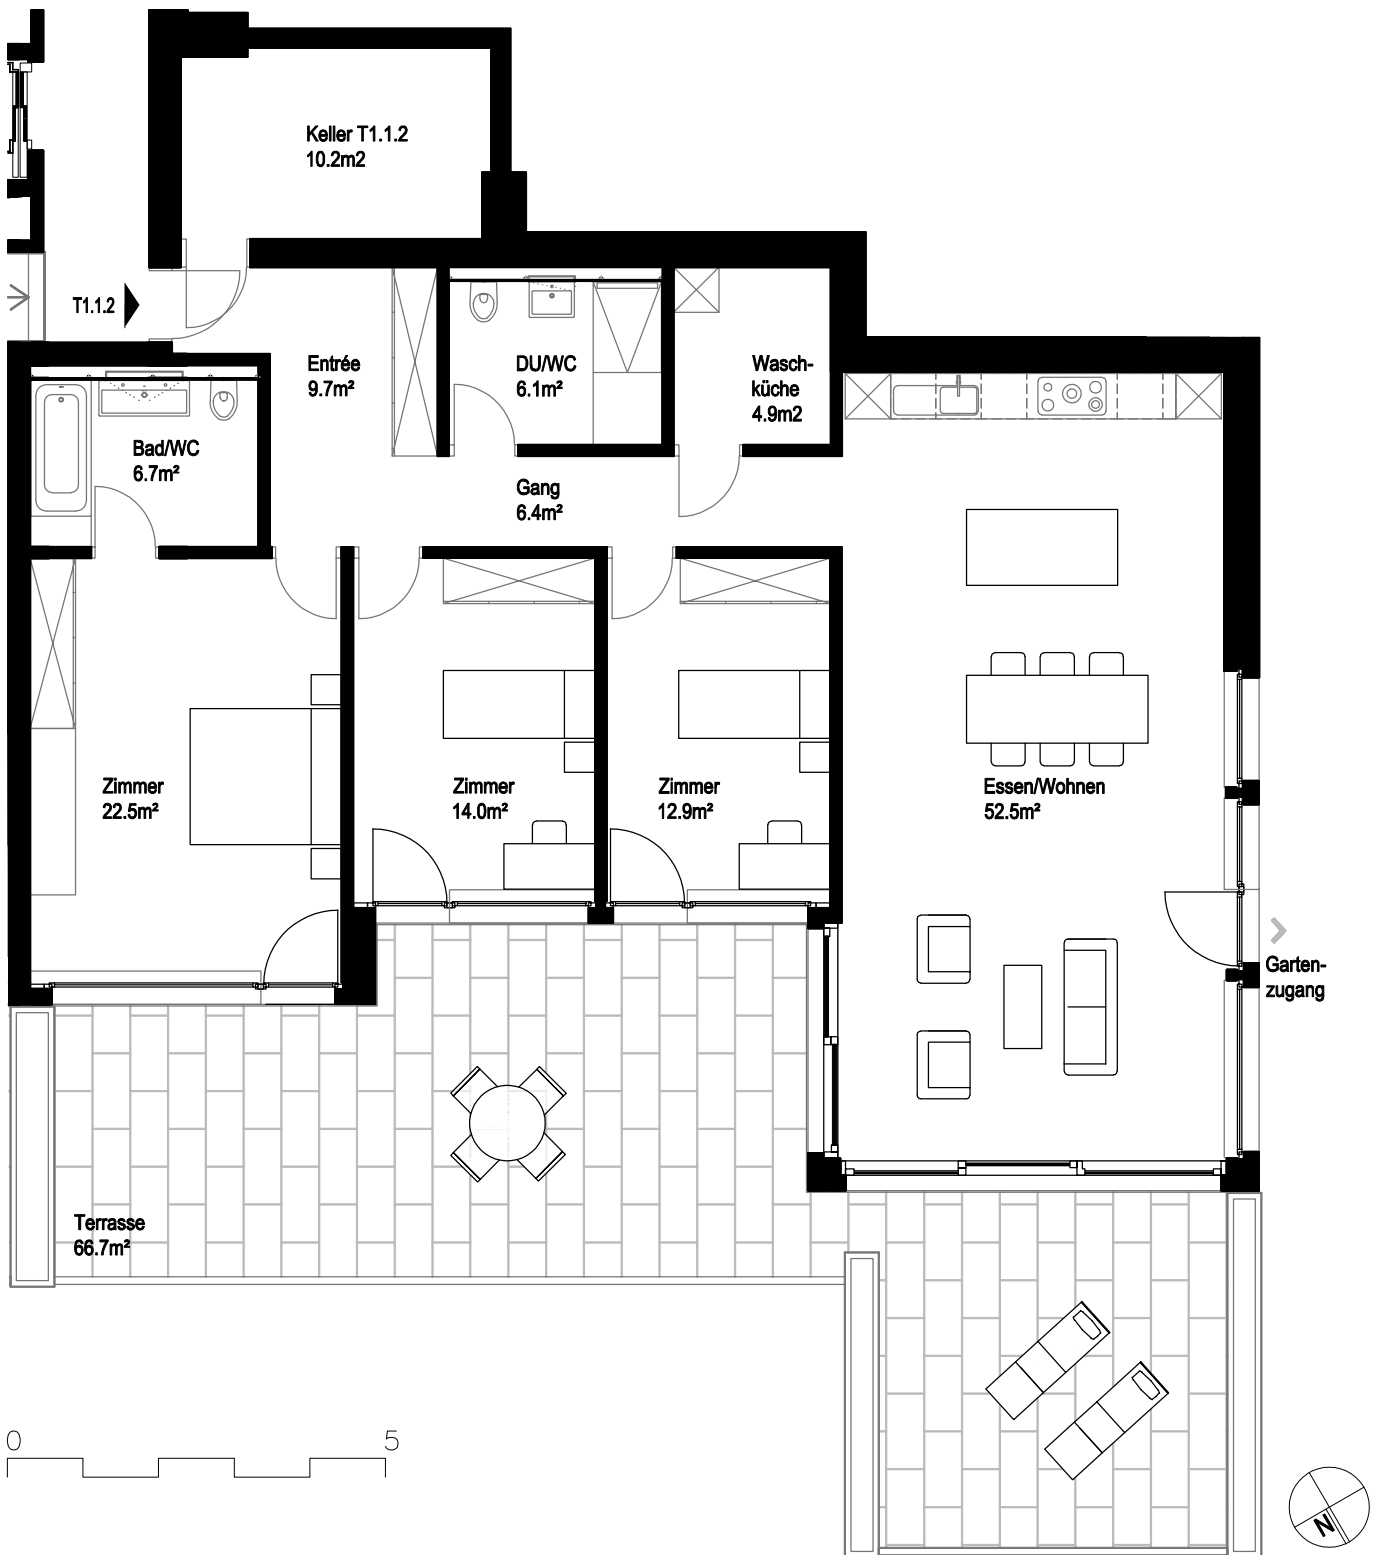 Keller T1.1.2
10.2m2
T1.1.2
Entrée
9.7m²
DU/WC
6.1m²
Wasch-
küche
4.9m2
Bad/WC
6.7m²
Gang
6.4m²
Zimmer
22.5m²
Zimmer
14.0m²
Zimmer
12.9m²
Essen/Wohnen
52.5m²
Garten-
zugang
Terrasse
66.7m²
0 5
N